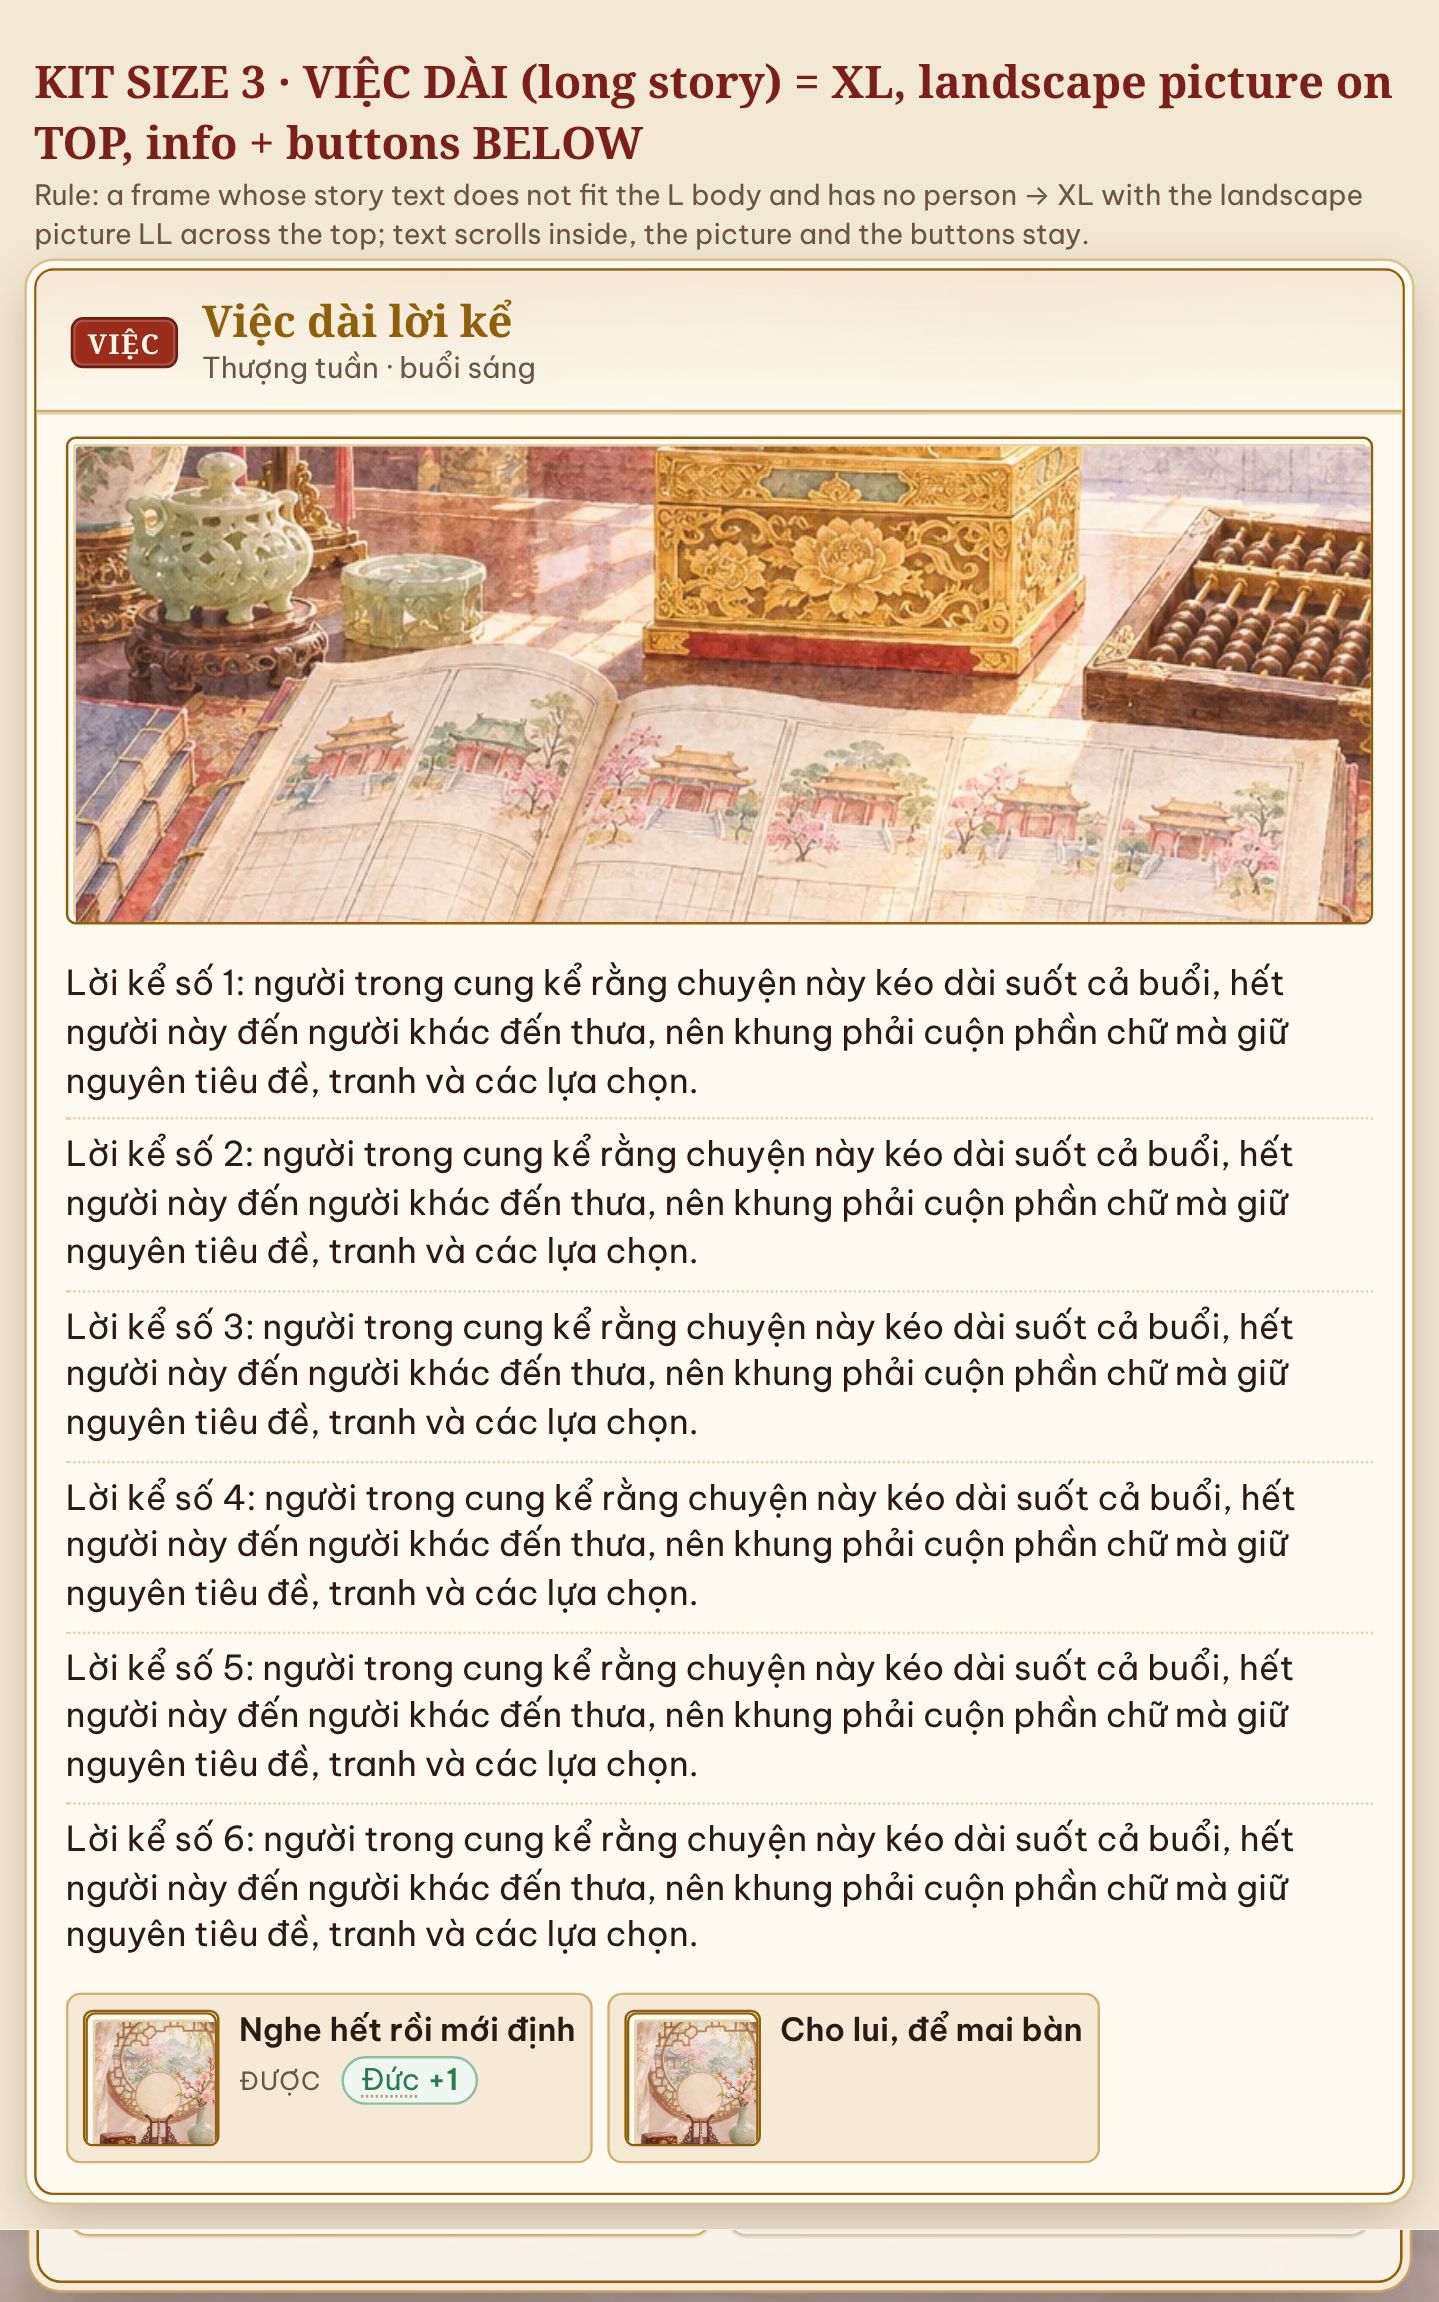 KIT SIZE 3 · VIỆC DÀI (long story) = XL, landscape picture on
TOP, info + buttons BELOW
Rule: a frame whose story text does not fit the L body and has no person → XL with the landscape
picture LL across the top; text scrolls inside, the picture and the buttons stay.
VIỆC
Việc dài lời kể
Thượng tuần · buổi sáng
Lời kể số 1: người trong cung kể rằng chuyện này kéo dài suốt cả buổi, hết
người này đến người khác đến thưa, nên khung phải cuộn phần chữ mà giữ
nguyên tiêu đề, tranh và các lựa chọn.
Lời kể số 2: người trong cung kể rằng chuyện này kéo dài suốt cả buổi, hết
người này đến người khác đến thưa, nên khung phải cuộn phần chữ mà giữ
nguyên tiêu đề, tranh và các lựa chọn.
Lời kể số 3: người trong cung kể rằng chuyện này kéo dài suốt cả buổi, hết
người này đến người khác đến thưa, nên khung phải cuộn phần chữ mà giữ
nguyên tiêu đề, tranh và các lựa chọn.
Lời kể số 4: người trong cung kể rằng chuyện này kéo dài suốt cả buổi, hết
người này đến người khác đến thưa, nên khung phải cuộn phần chữ mà giữ
nguyên tiêu đề, tranh và các lựa chọn.
Lời kể số 5: người trong cung kể rằng chuyện này kéo dài suốt cả buổi, hết
người này đến người khác đến thưa, nên khung phải cuộn phần chữ mà giữ
nguyên tiêu đề, tranh và các lựa chọn.
Lời kể số 6: người trong cung kể rằng chuyện này kéo dài suốt cả buổi, hết
người này đến người khác đến thưa, nên khung phải cuộn phần chữ mà giữ
nguyên tiêu đề, tranh và các lựa chọn.
Nghe hết rồi mới định
ĐƯỢC Đức +1
Cho lui, để mai bàn